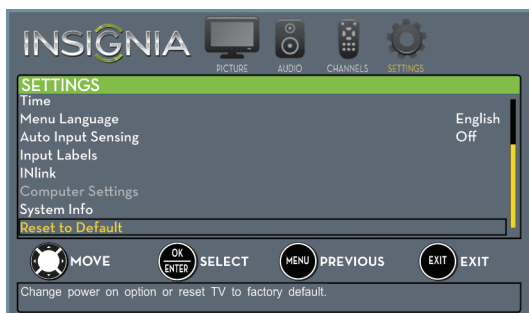 INSIGNIA
PICTURE AUDIO CHANNELS SETTINGS
SETTINGS
Time
Menu Language English
Auto Input Sensing Off
Input Labels
INlink
Computer Settings
System Info
Reset to Default
MOVE OK ENTER SELECT MENU PREVIOUS EXIT EXIT
Change power on option or reset TV to factory default.